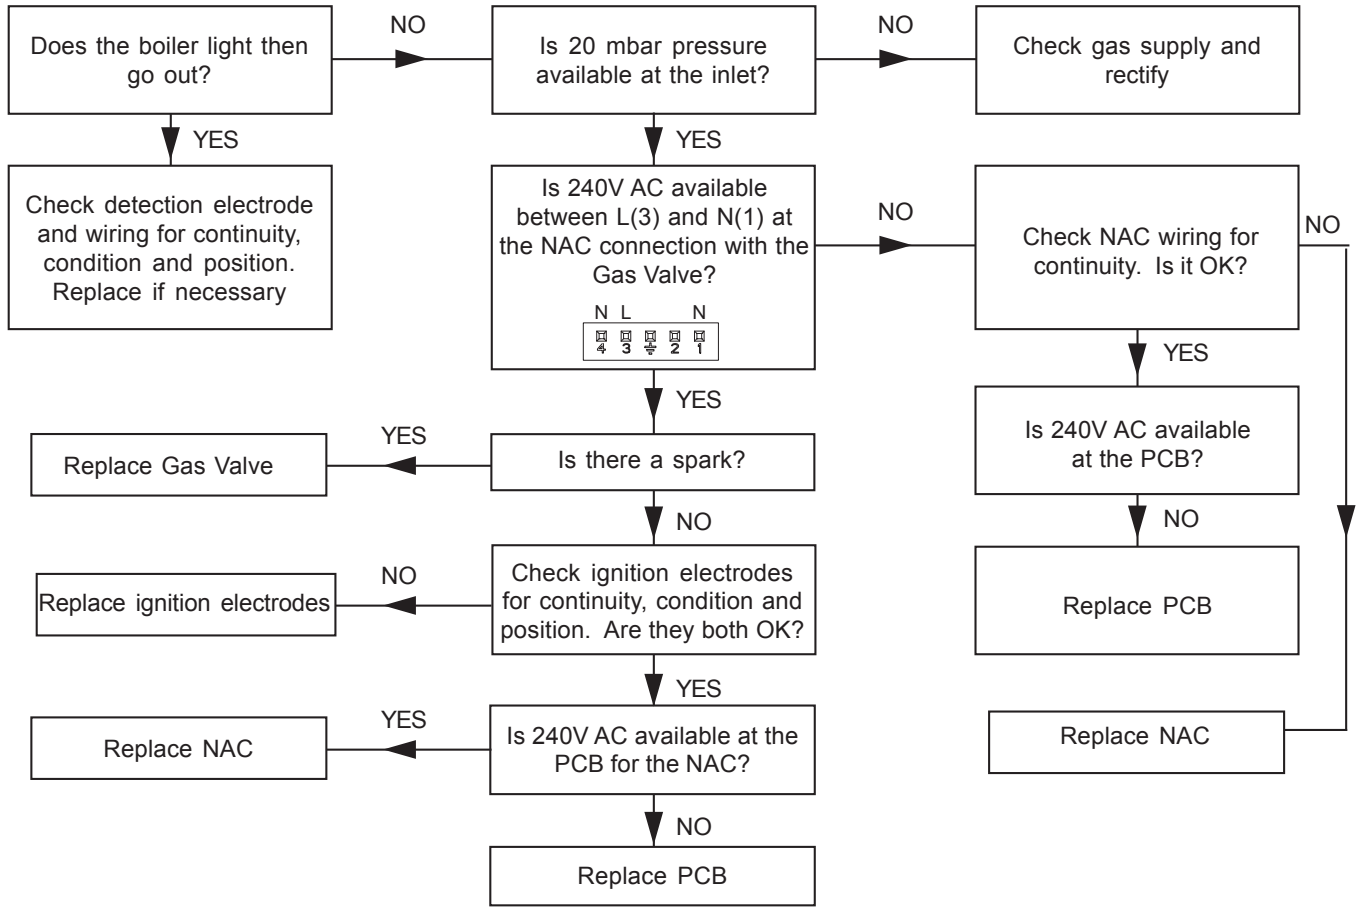 Does the boiler light then
go out?
NO
Is 20 mbar pressure
available at the inlet?
NO
Check gas supply and
rectify
YES
YES
Check detection electrode
and wiring for continuity,
condition and position.
Replace if necessary
Is 240V AC available
between L(3) and N(1) at
the NAC connection with the
Gas Valve?
N L N
4 3 2 1
NO
Check NAC wiring for
continuity. Is it OK?
NO
YES
YES
Is 240V AC available
at the PCB?
Replace Gas Valve
YES
Is there a spark?
NO
NO
Replace PCB
Replace ignition electrodes
NO
Check ignition electrodes
for continuity, condition and
position. Are they both OK?
YES
Replace NAC
YES
Is 240V AC available at the
PCB for the NAC?
Replace NAC
NO
Replace PCB